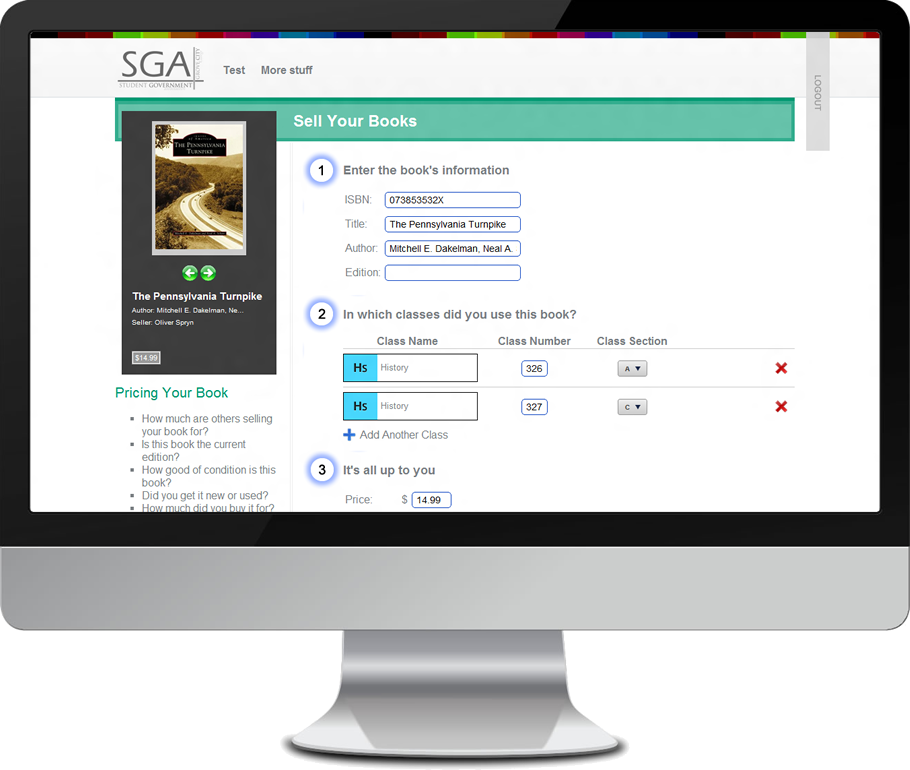 SGA
STUDENT GOVERNMENT
Test
More stuff
LOGOUT
Sell Your Books
THE PENNSYLVANIA
TURNPIKE
The Pennsylvania Turnpike
Author: Mitchell E. Dakelman, Ne...
Seller: Oliver Spryn
$14.99
Pricing Your Book
How much are others selling
your book for?
Is this book the current
edition?
How good of condition is this
book?
Did you get it new or used?
How much did you buy it for?
1 Enter the book's information
ISBN: 073853532X
Title: The Pennsylvania Turnpike
Author: Mitchell E. Dakelman, Neal A.
Edition:
2 In which classes did you use this book?
Class Name Class Number Class Section
Hs History 326 A
Hs History 327 C
Add Another Class
3 It's all up to you
Price: $ 14.99